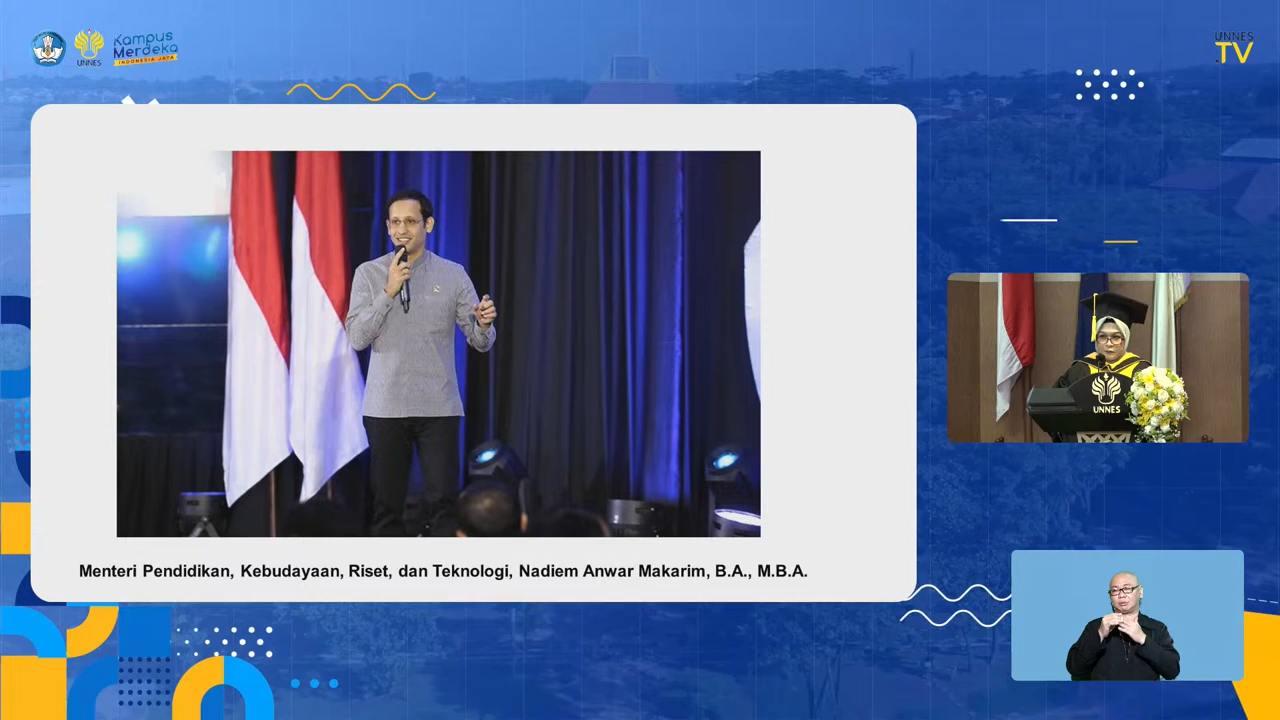 UNNES
Kampus
Merdeka
INDONESIA JAYA
UNNES
TV
Menteri Pendidikan, Kebudayaan, Riset, dan Teknologi, Nadiem Anwar Makarim, B.A., M.B.A.
UNNES